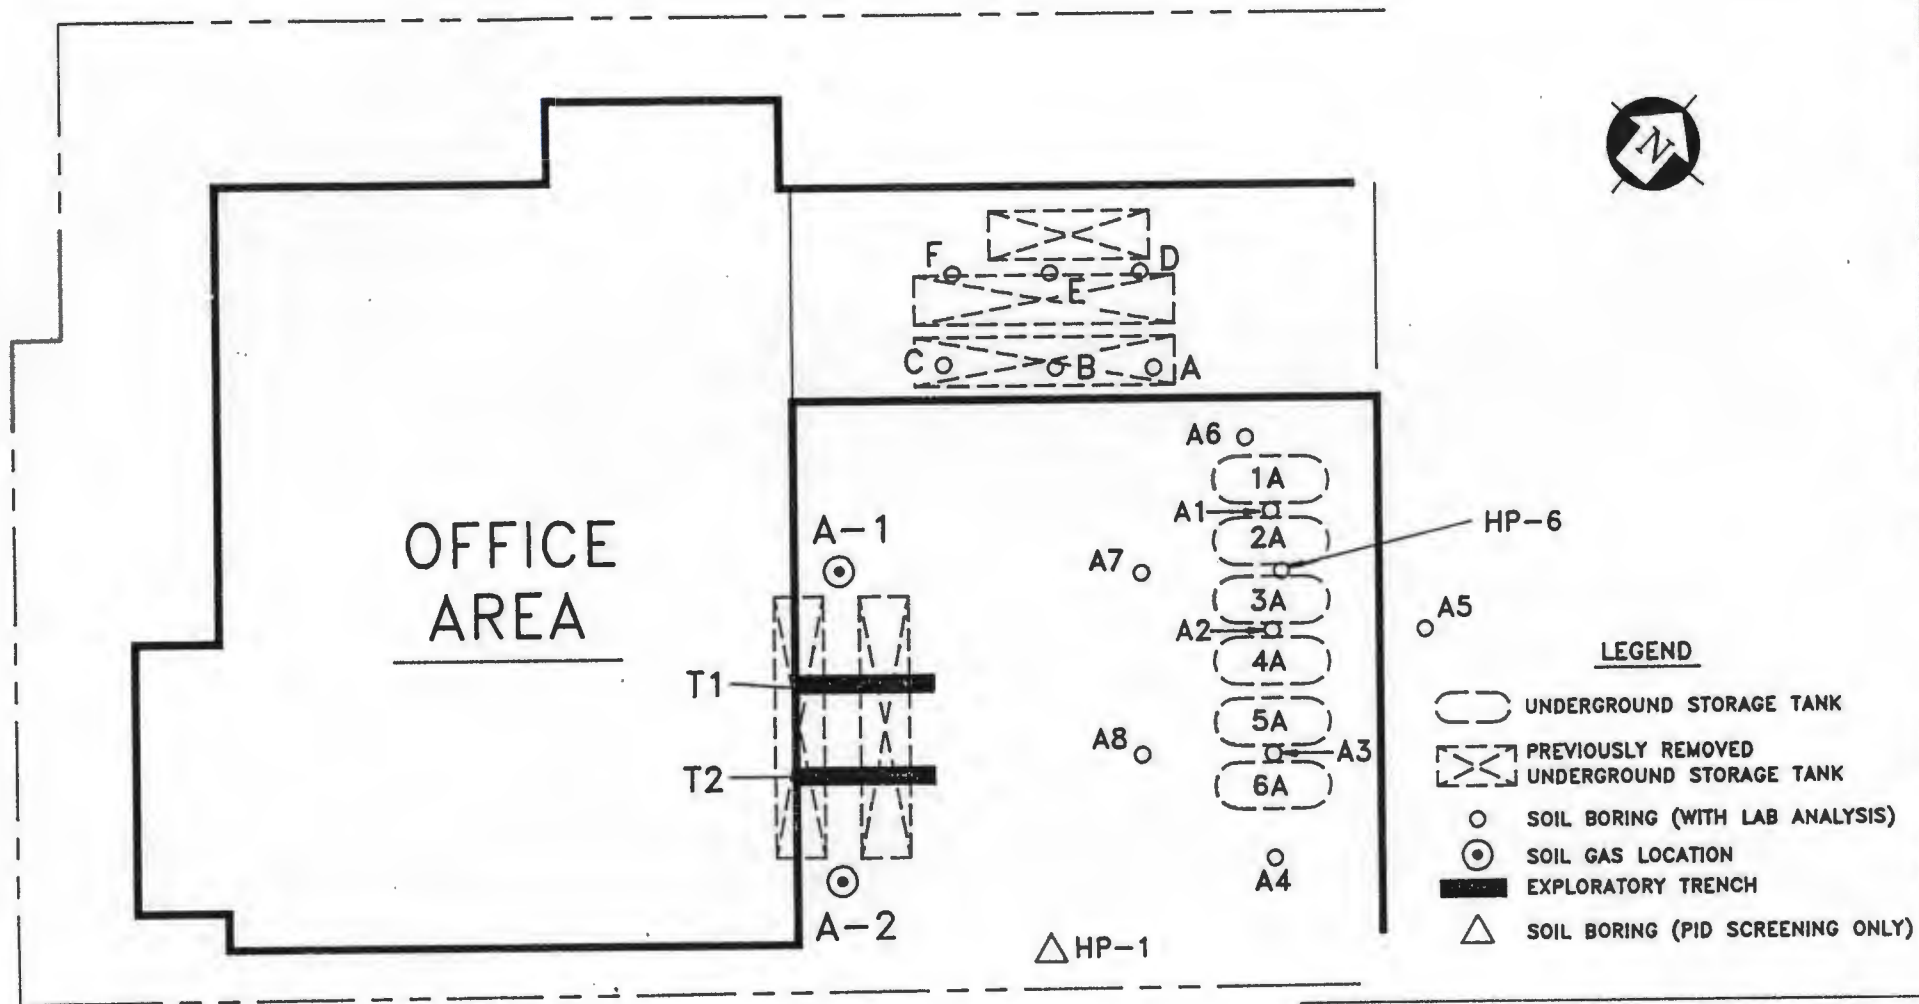 N
F
D
E
C
B
A
A6
1A
A1
HP-6
2A
A-1
A7
OFFICE
AREA
3A
A5
A2
LEGEND
4A
T1
UNDERGROUND STORAGE TANK
5A
A8
A3
PREVIOUSLY REMOVED
UNDERGROUND STORAGE TANK
T2
6A
SOIL BORING (WITH LAB ANALYSIS)
SOIL GAS LOCATION
A4
EXPLORATORY TRENCH
A-2
SOIL BORING (PID SCREENING ONLY)
HP-1